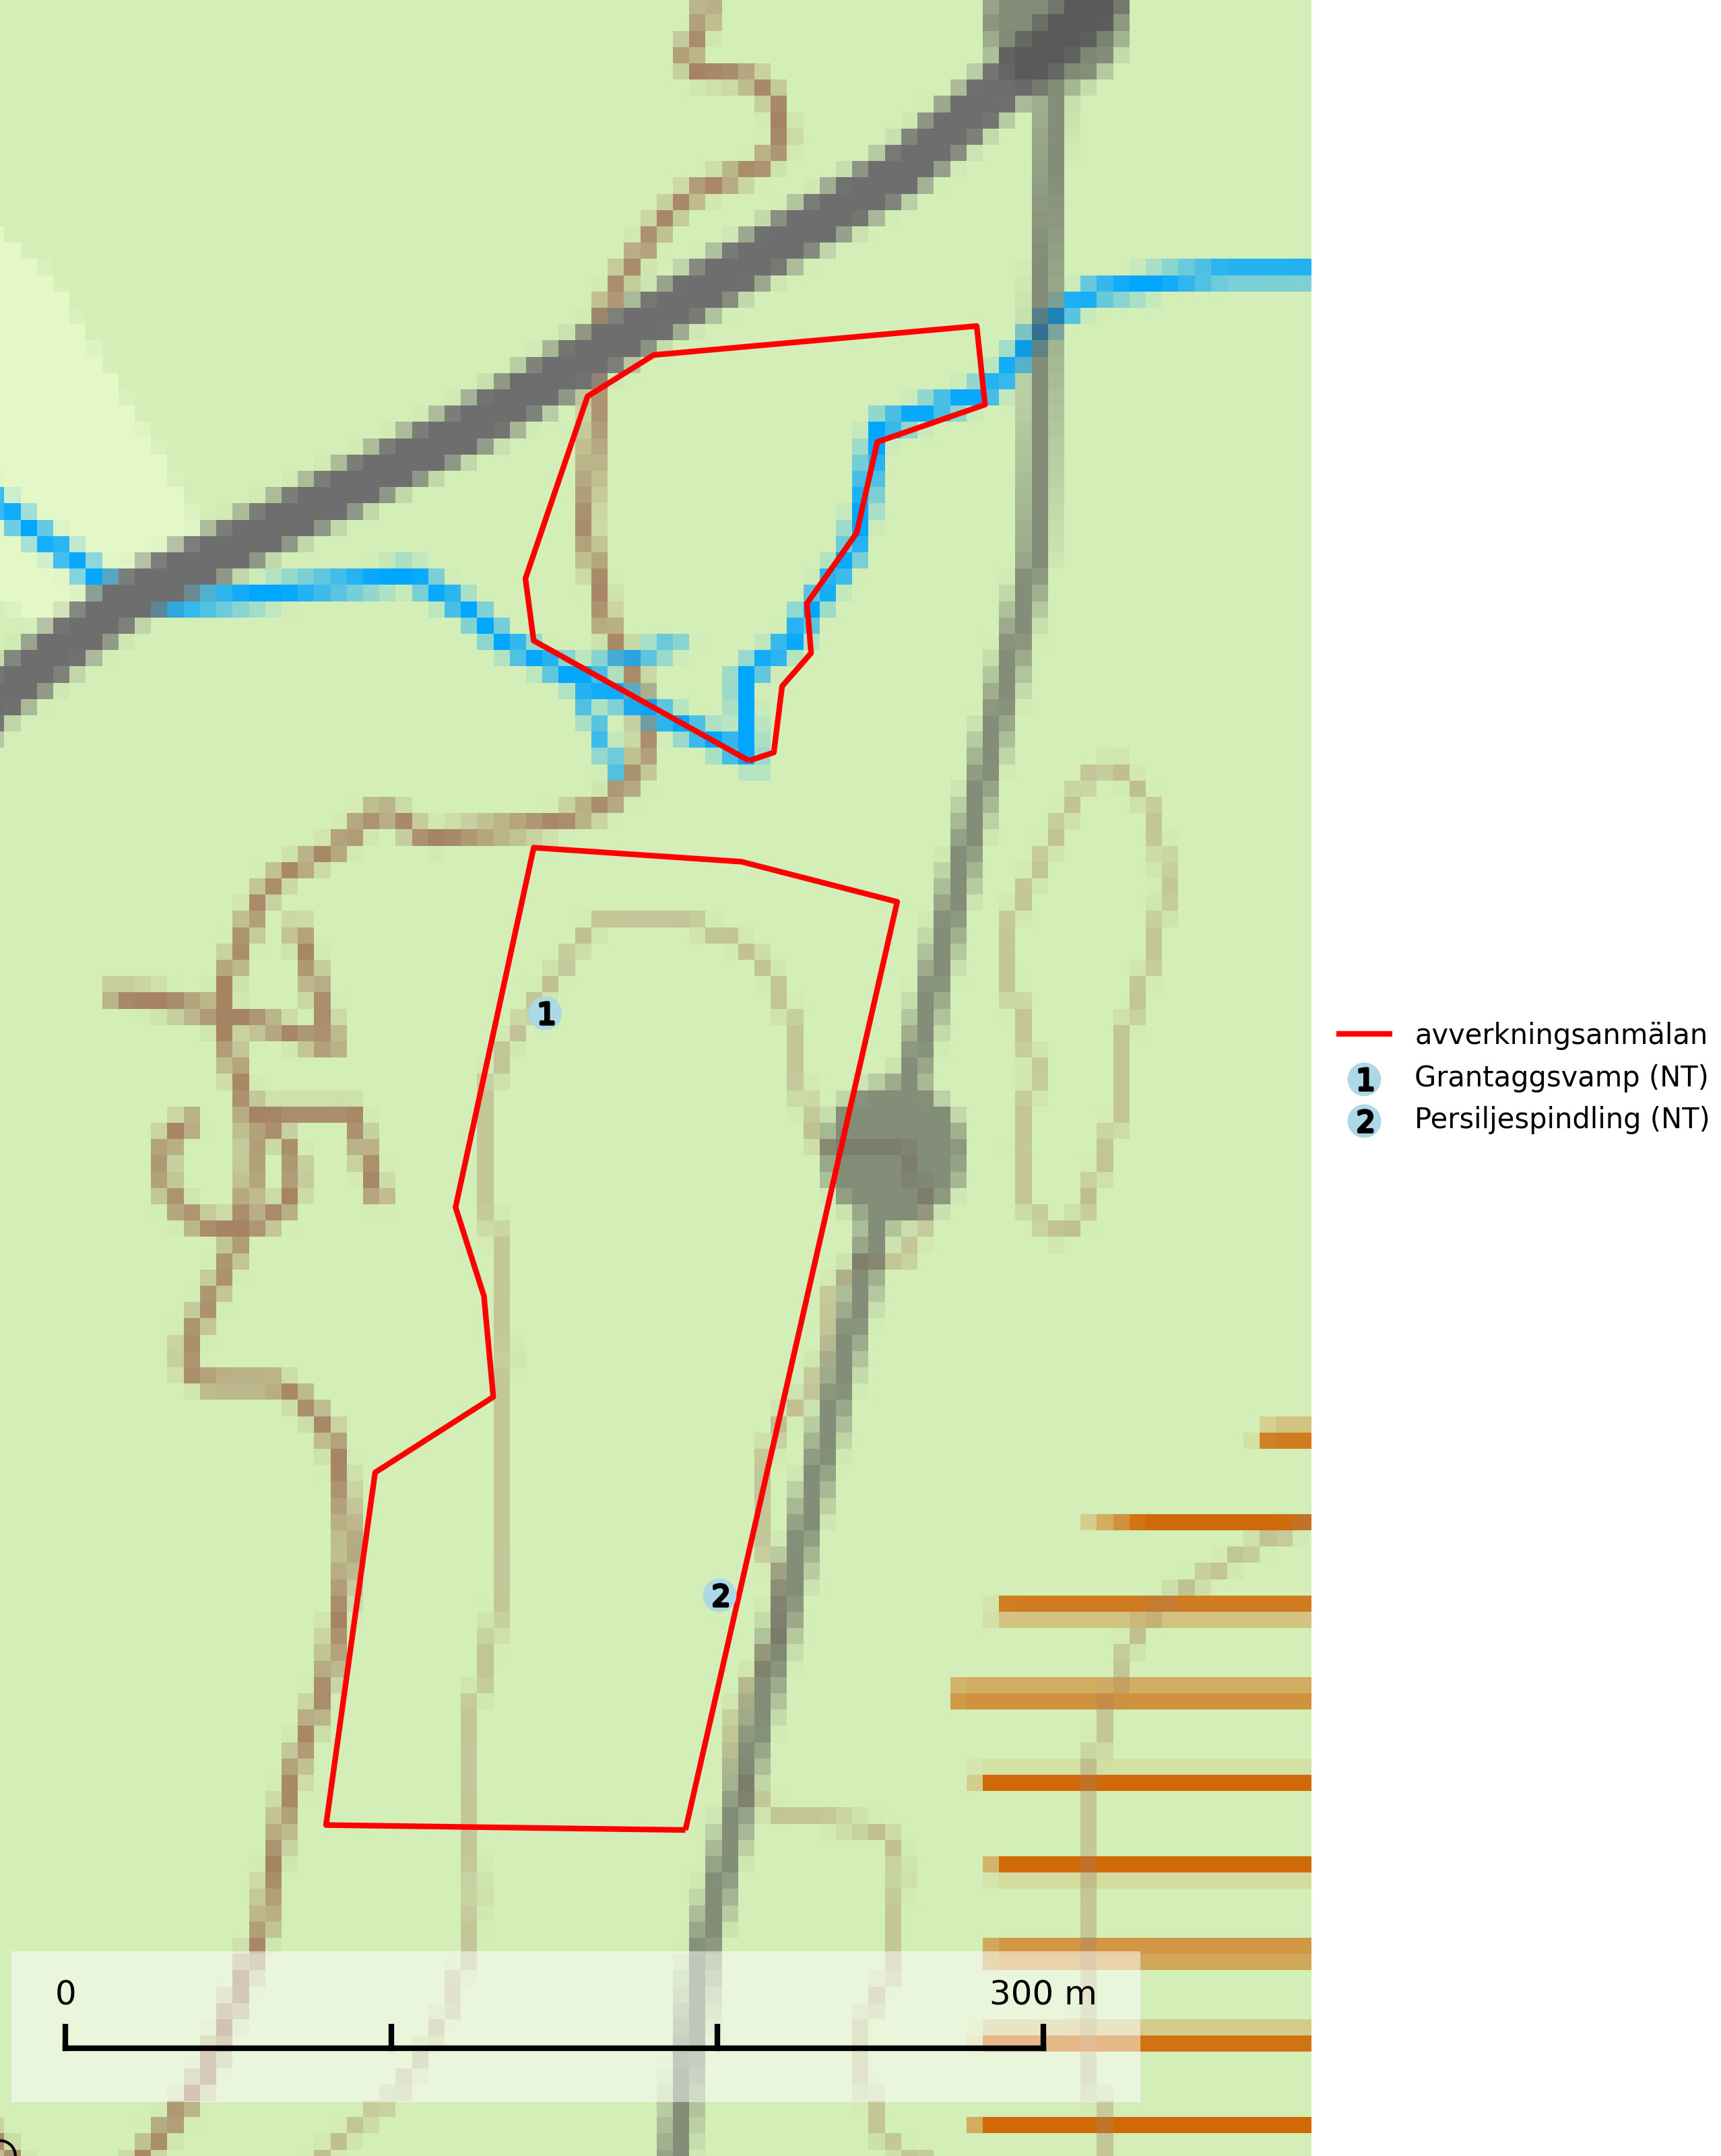 1
2
avverkningsanmälan
1 Grantaggsvamp (NT)
2 Persiljespindling (NT)
0 300 m